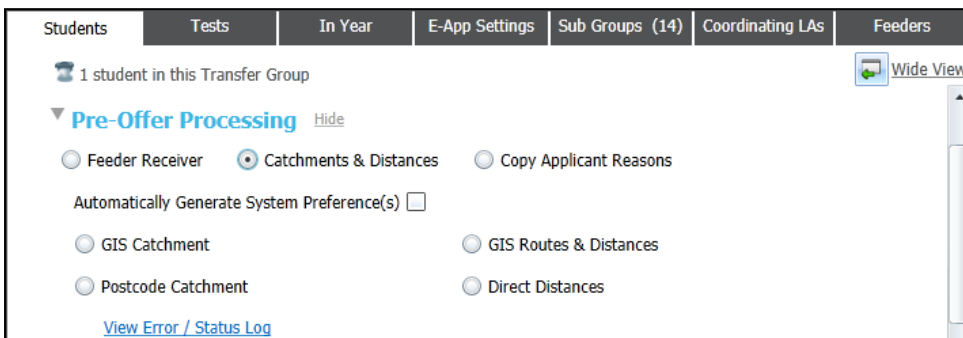 Students Tests In Year E-App Settings Sub Groups (14) Coordinating LAs Feeders
1 student in this Transfer Group Wide View
Pre-Offer Processing Hide
Feeder Receiver Catchments & Distances Copy Applicant Reasons
Automatically Generate System Preference(s)
GIS Catchment GIS Routes & Distances
Postcode Catchment Direct Distances
View Error / Status Log